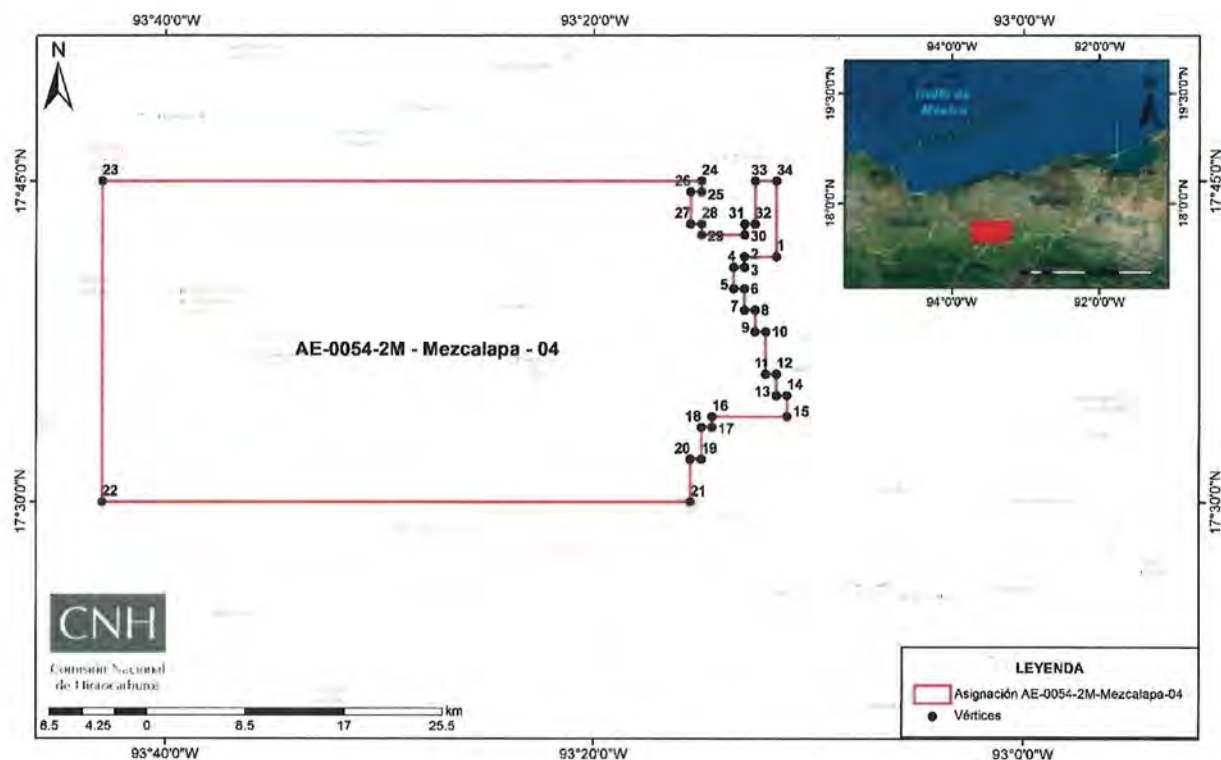 93°40'0"W 93°20'0"W 93°0'0"W
N
94°0'0"W 92°0'0"W
19°30'0"N 19°30'0"N
Golfo de
México
18°0'0"N 18°0'0"N
94°0'0"W 92°0'0"W
17°45'0"N 17°45'0"N
23 24 33 34
26 25
27 28 31 32
29 30
2 1
4 3
5 6
7 8
9 10
AE-0054-2M - Mezcalapa - 04
11 12
13 14
16 15
18 17
20 19
22 21
17°30'0"N 17°30'0"N
CNH
Comisión Nacional
de Hidrocarburos
8.5 4.25 0 8.5 17 25.5 km
LEYENDA
Asignación AE-0054-2M-Mezcalapa-04
Vértices
93°40'0"W 93°20'0"W 93°0'0"W